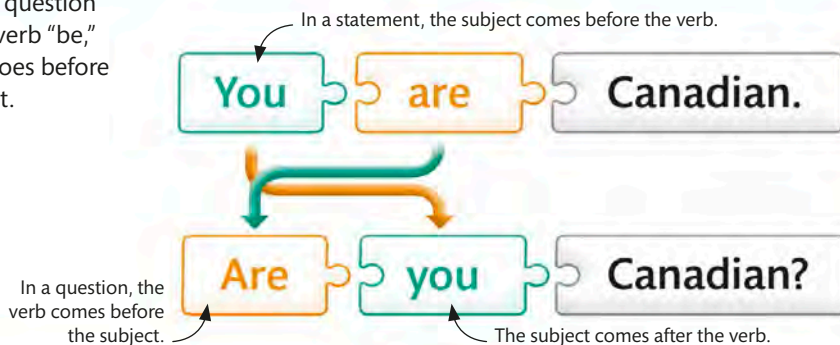 question
verb “be,”
oes before
t.
In a statement, the subject comes before the verb.
You are Canadian.
Are you Canadian?
In a question, the
verb comes before
the subject.
The subject comes after the verb.